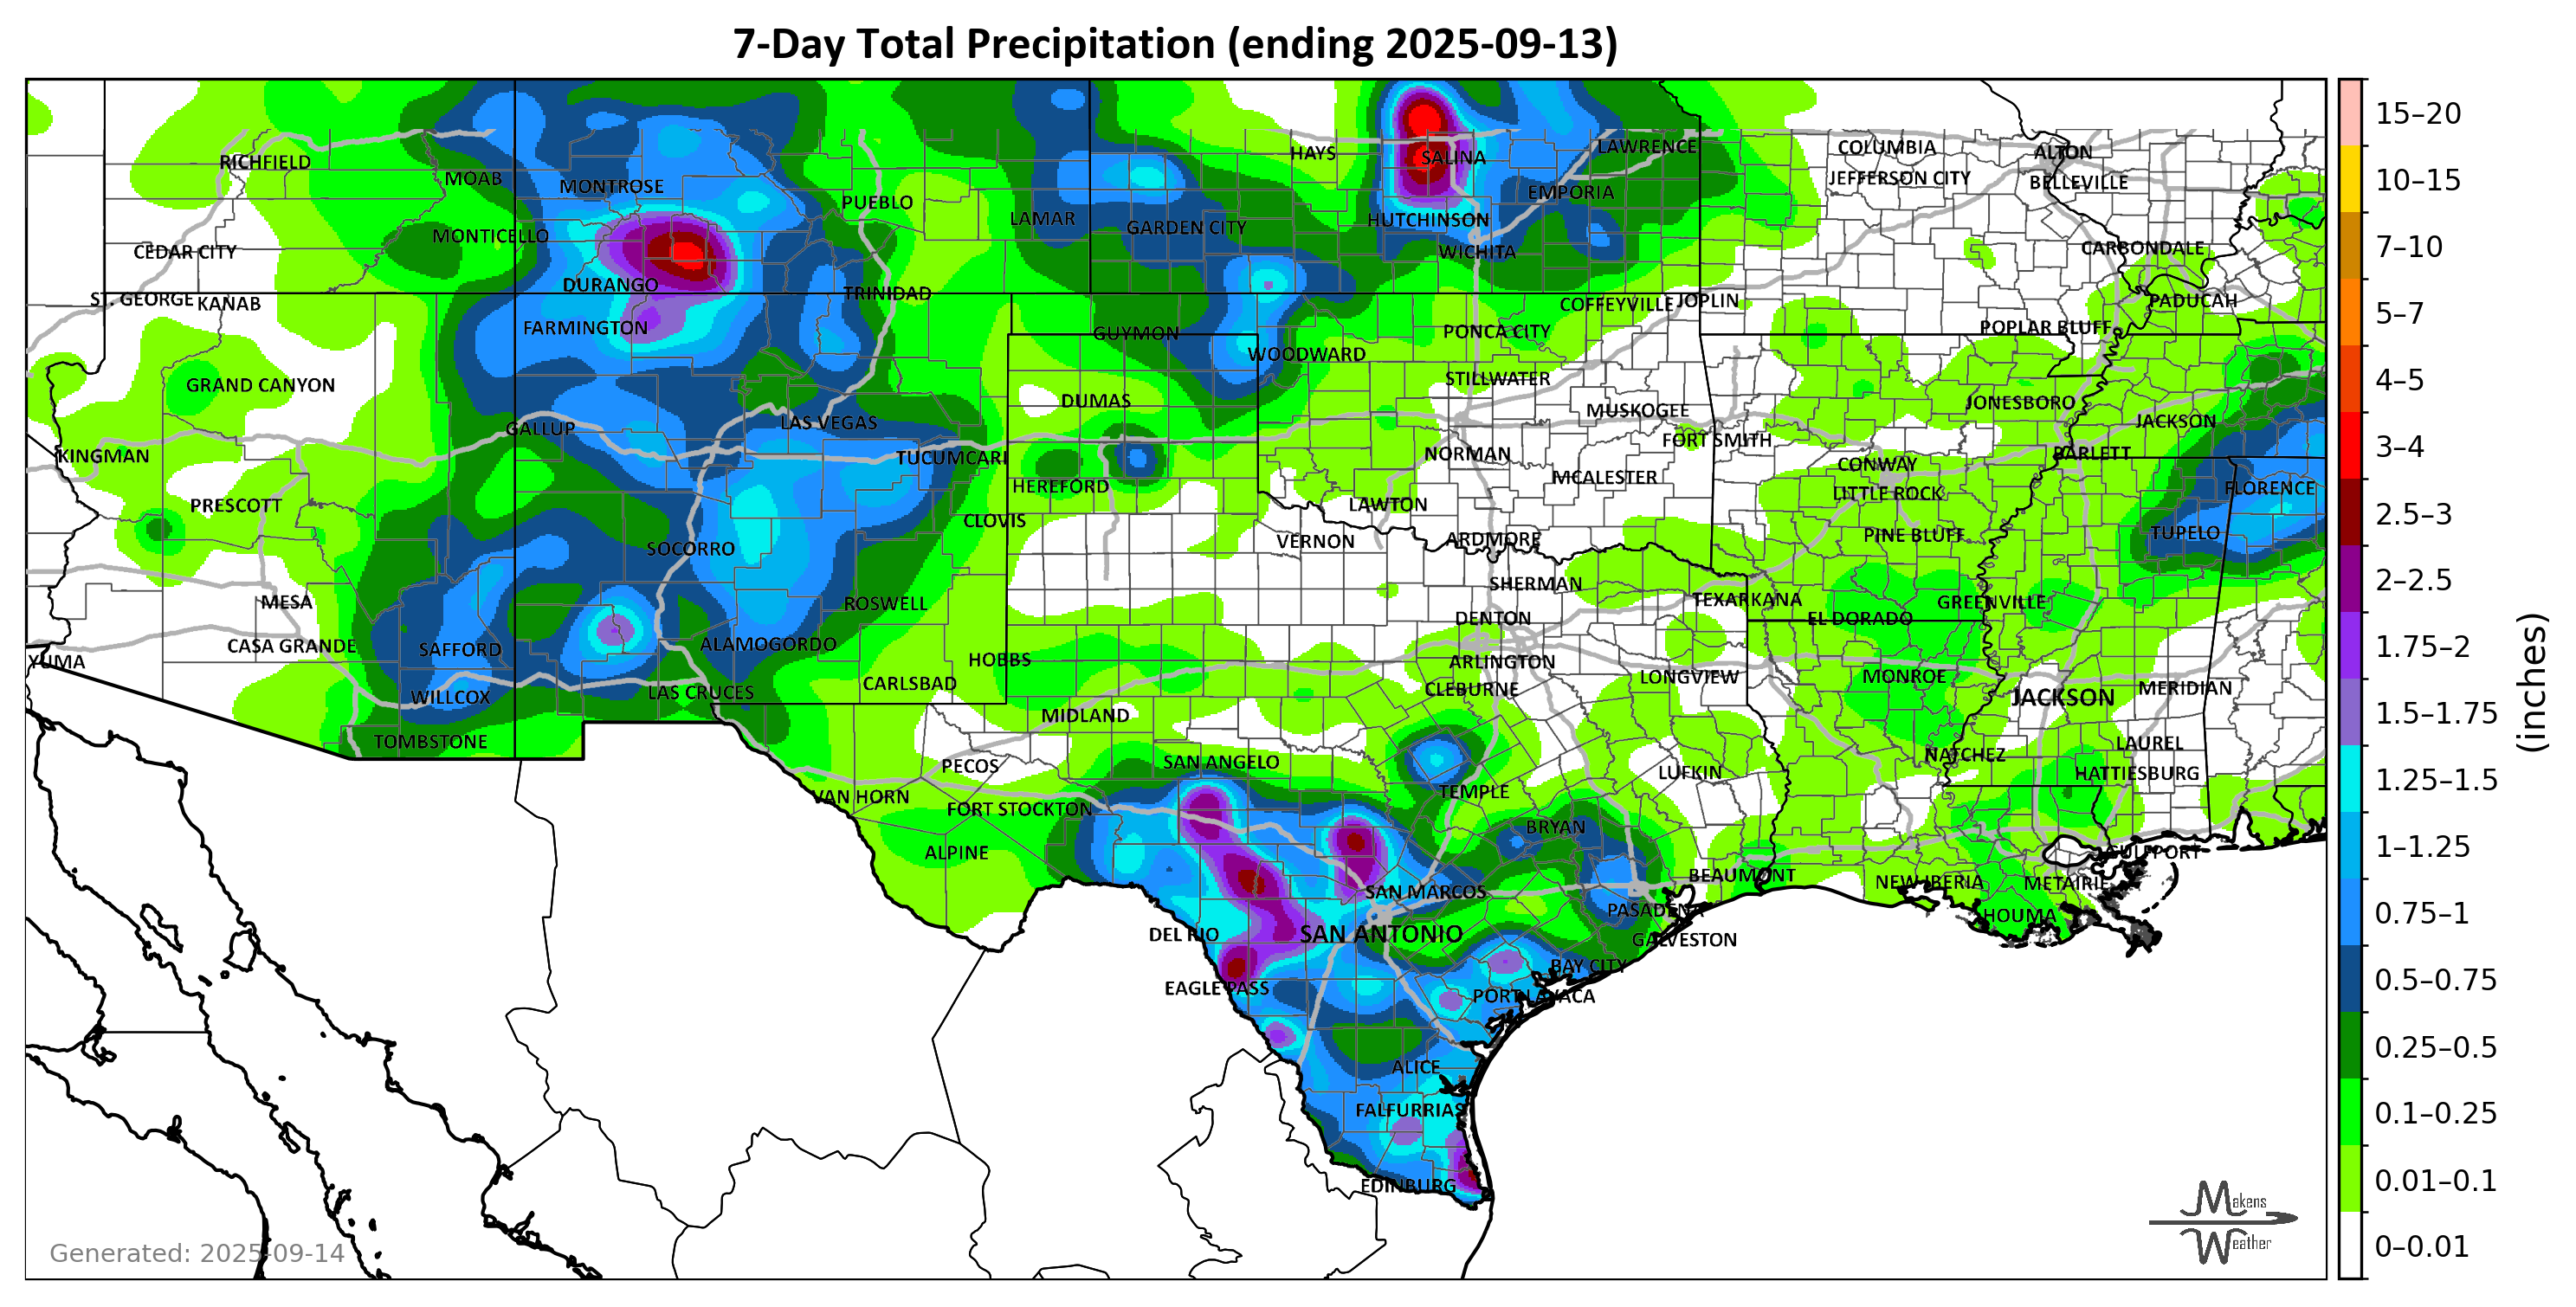 7-Day Total Precipitation (ending 2025-09-13)
15–20
10–15
7–10
5–7
4–5
3–4
2.5–3
2–2.5
1.75–2
1.5–1.75
1.25–1.5
1–1.25
0.75–1
0.5–0.75
0.25–0.5
0.1–0.25
0.01–0.1
0–0.01
(inches)
RICHFIELD
MOAB
MONTROSE
PUEBLO
LAMAR
HAYS
SALINA
LAWRENCE
COLUMBIA
ALTON
JEFFERSON CITY
BELLEVILLE
EMPORIA
HUTCHINSON
GARDEN CITY
WICHITA
CEDAR CITY
MONTICELLO
CARBONDALE
DURANGO
TRINIDAD
ST. GEORGE
KANAB
COFFEYVILLE
JOPLIN
PADUCAH
FARMINGTON
GUYMON
PONCA CITY
POPLAR BLUFF
WOODWARD
STILLWATER
GRAND CANYON
DUMAS
MUSKOGEE
JONESBORO
JACKSON
GALLUP
LAS VEGAS
FORT SMITH
KINGMAN
TUCUMCARI
NORMAN
BARLETT
CONWAY
MCALESTER
HEREFORD
LITTLE ROCK
FLORENCE
PRESCOTT
LAWTON
CLOVIS
PINE BLUFF
TUPELO
VERNON
ARDMORE
SOCORRO
SHERMAN
MESA
ROSWELL
TEXARKANA
GREENVILLE
DENTON
EL DORADO
CASA GRANDE
SAFFORD
ALAMOGORDO
YUMA
HOBBS
ARLINGTON
LONGVIEW
MONROE
CARLSBAD
CLEBURNE
MERIDIAN
WILLCOX
LAS CRUCES
JACKSON
MIDLAND
TOMBSTONE
LAUREL
NATCHEZ
PECOS
SAN ANGELO
LUFKIN
HATTIESBURG
VAN HORN
TEMPLE
FORT STOCKTON
BRYAN
ALPINE
GULFPORT
BEAUMONT
NEW IBERIA
METAIRIE
SAN MARCOS
PASADENA
HOUMA
DEL RIO
SAN ANTONIO
GALVESTON
BAY CITY
EAGLE PASS
PORT LAVACA
ALICE
FALFURRIAS
EDINBURG
Makens
Weather
Generated: 2025-09-14